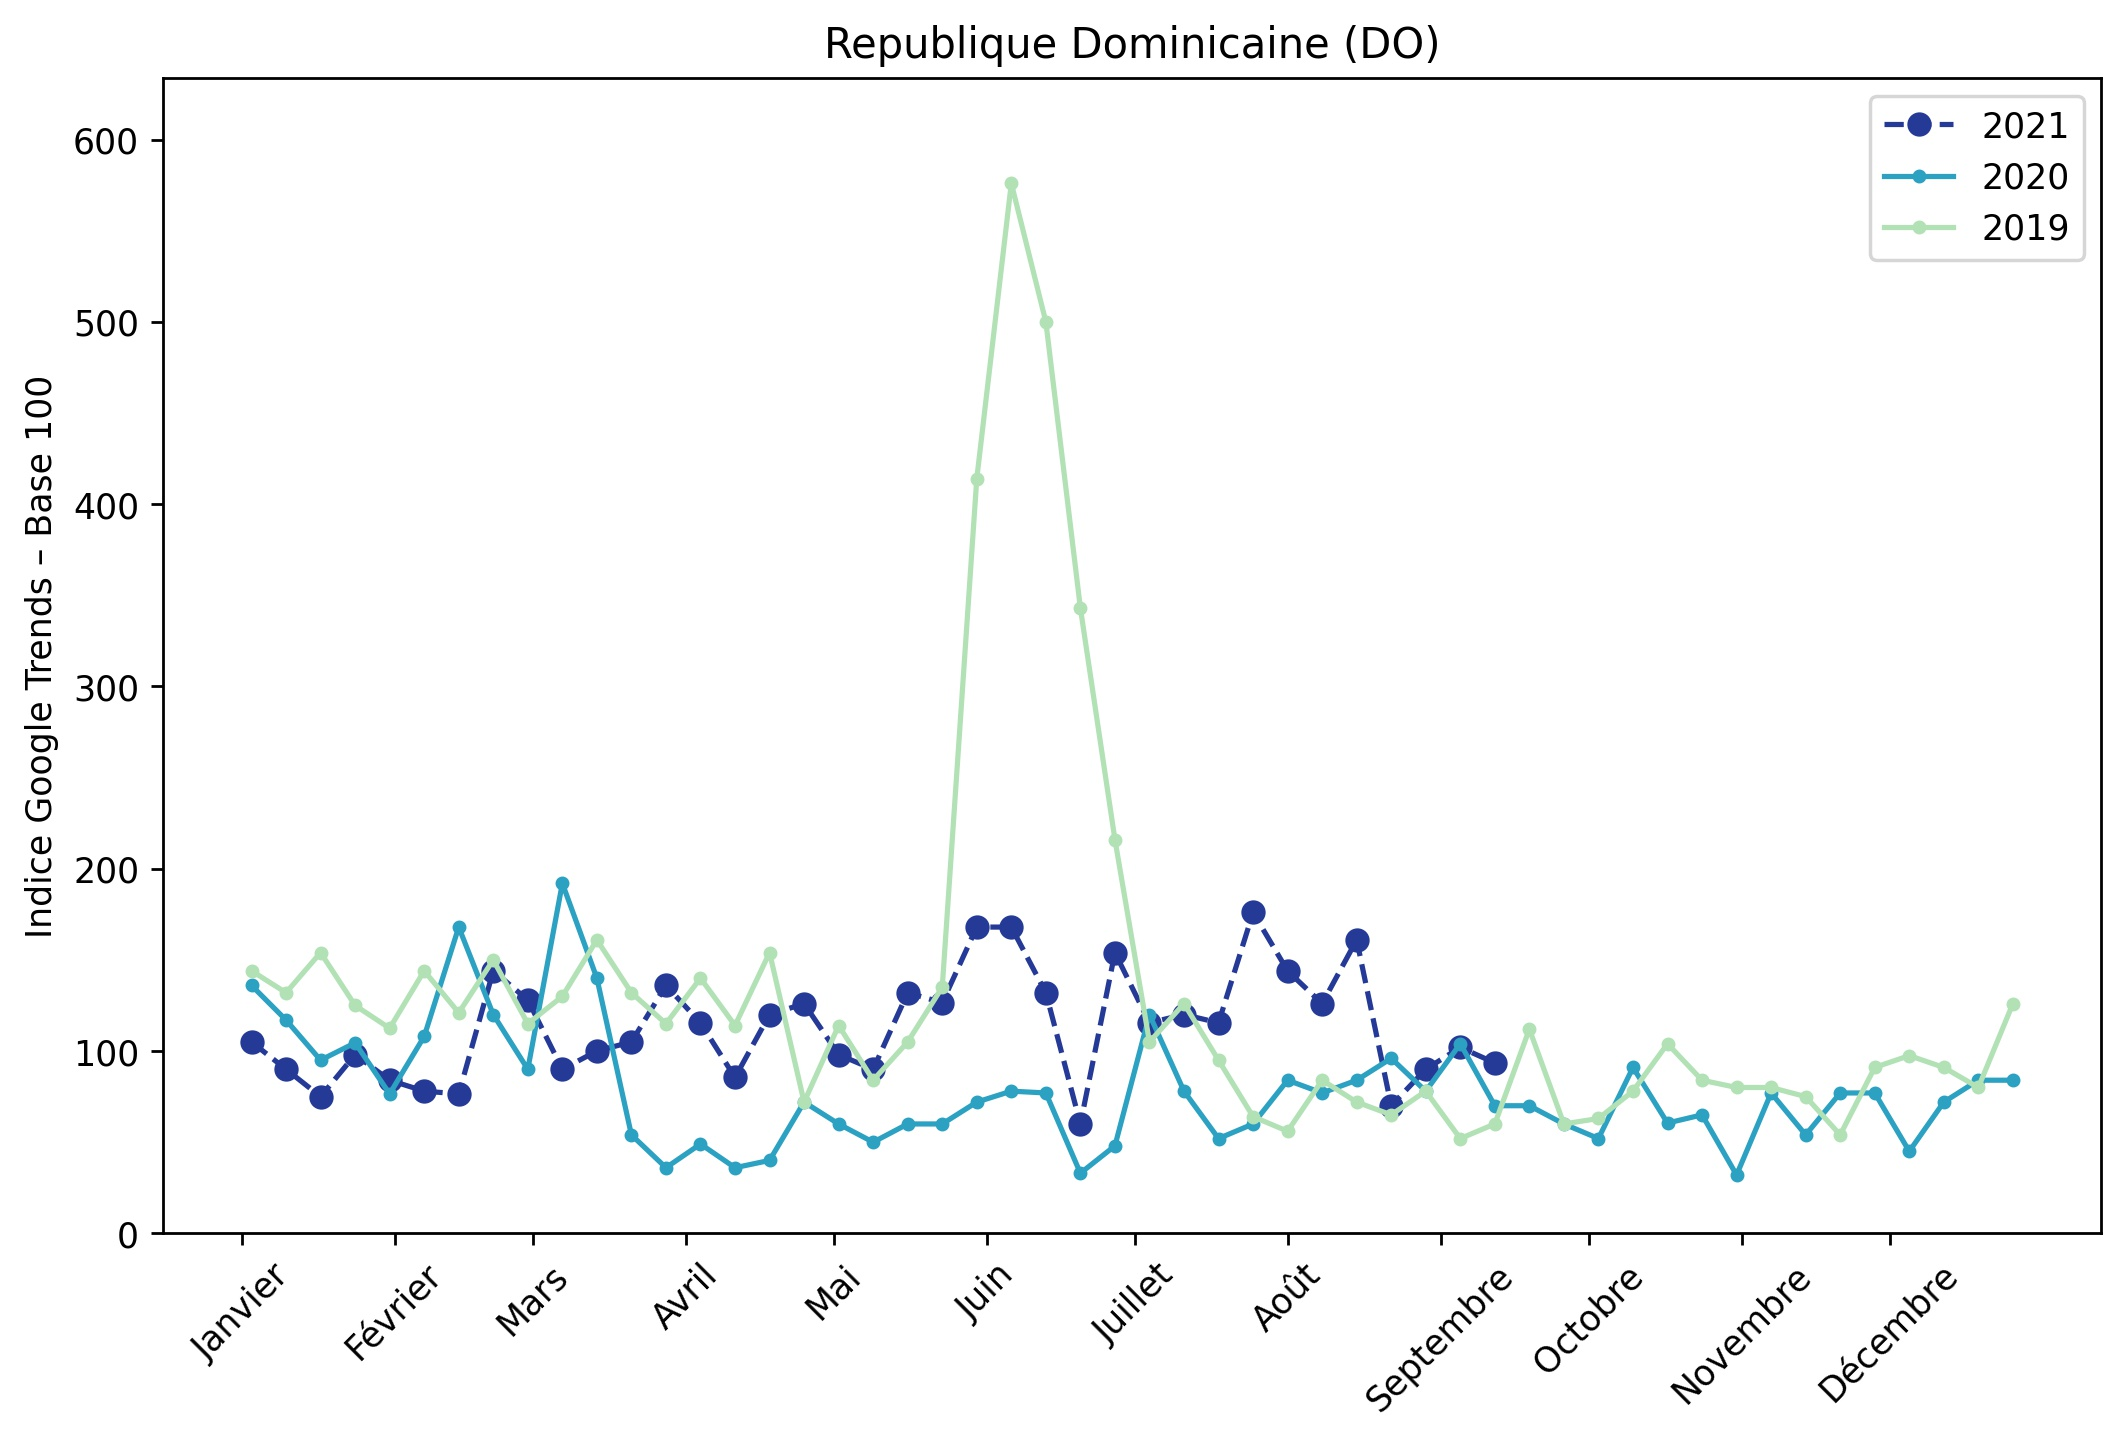 Republique Dominicaine (DO)
Indice Google Trends – Base 100
600
500
400
300
200
100
0
2021
2020
2019
Janvier
Février
Mars
Avril
Mai
Juin
Juillet
Août
Septembre
Octobre
Novembre
Décembre